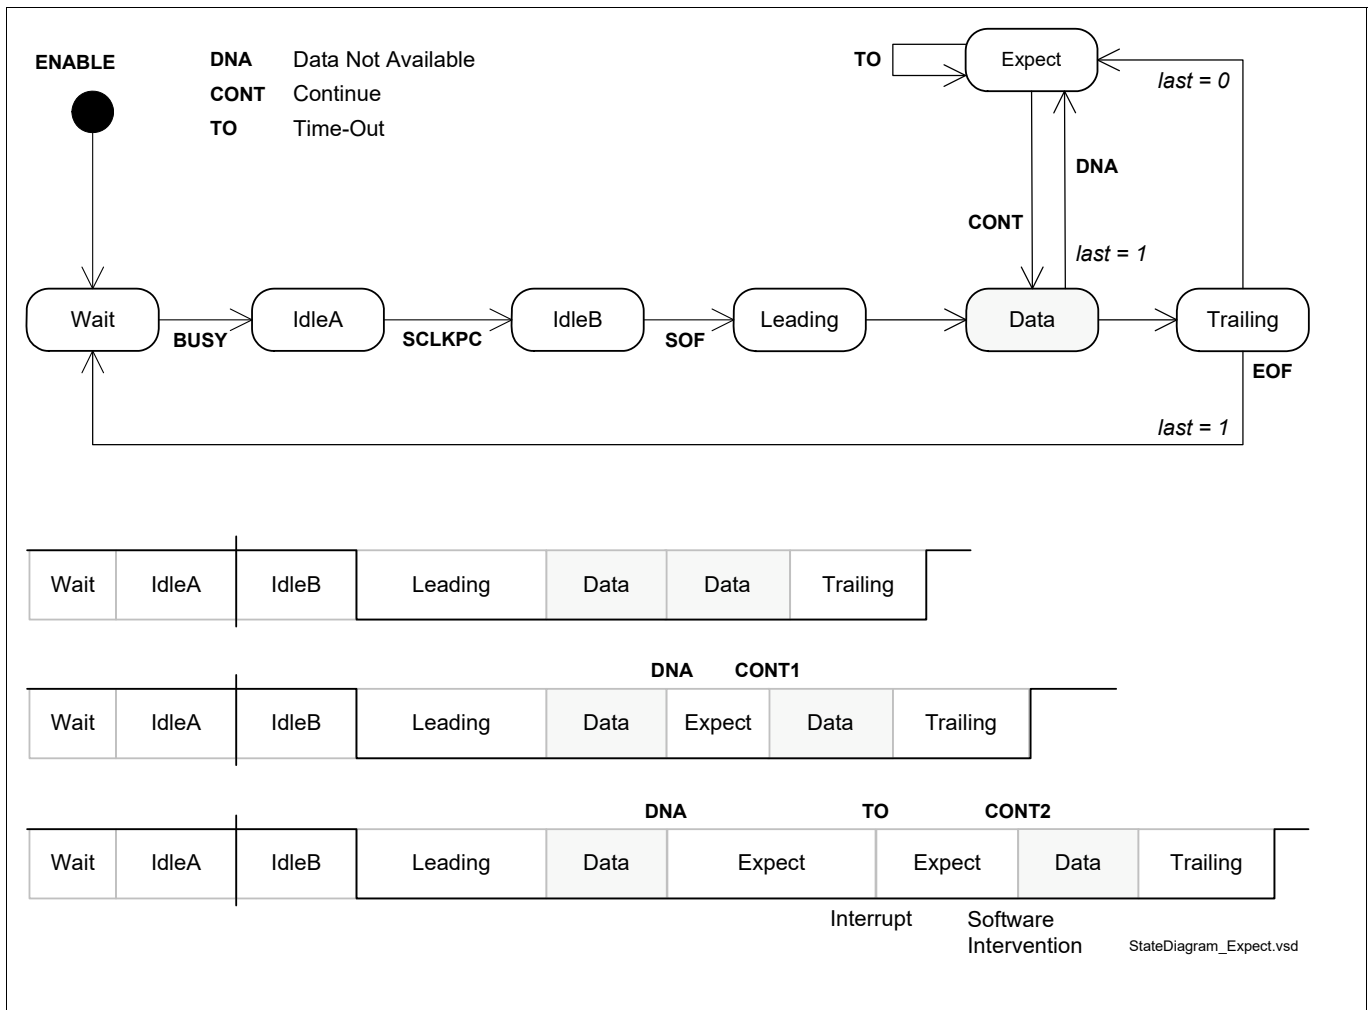 ENABLE
DNA Data Not Available
CONT Continue
TO Time-Out
TO
Expect
last = 0
DNA
CONT
last = 1
Wait
BUSY
IdleA
SCLKPC
IdleB
SOF
Leading
Data
Trailing
EOF
last = 1
Wait IdleA IdleB Leading Data Data Trailing
DNA CONT1
Wait IdleA IdleB Leading Data Expect Data Trailing
DNA TO CONT2
Wait IdleA IdleB Leading Data Expect Expect Data Trailing
Interrupt
Software
Intervention
StateDiagram_Expect.vsd